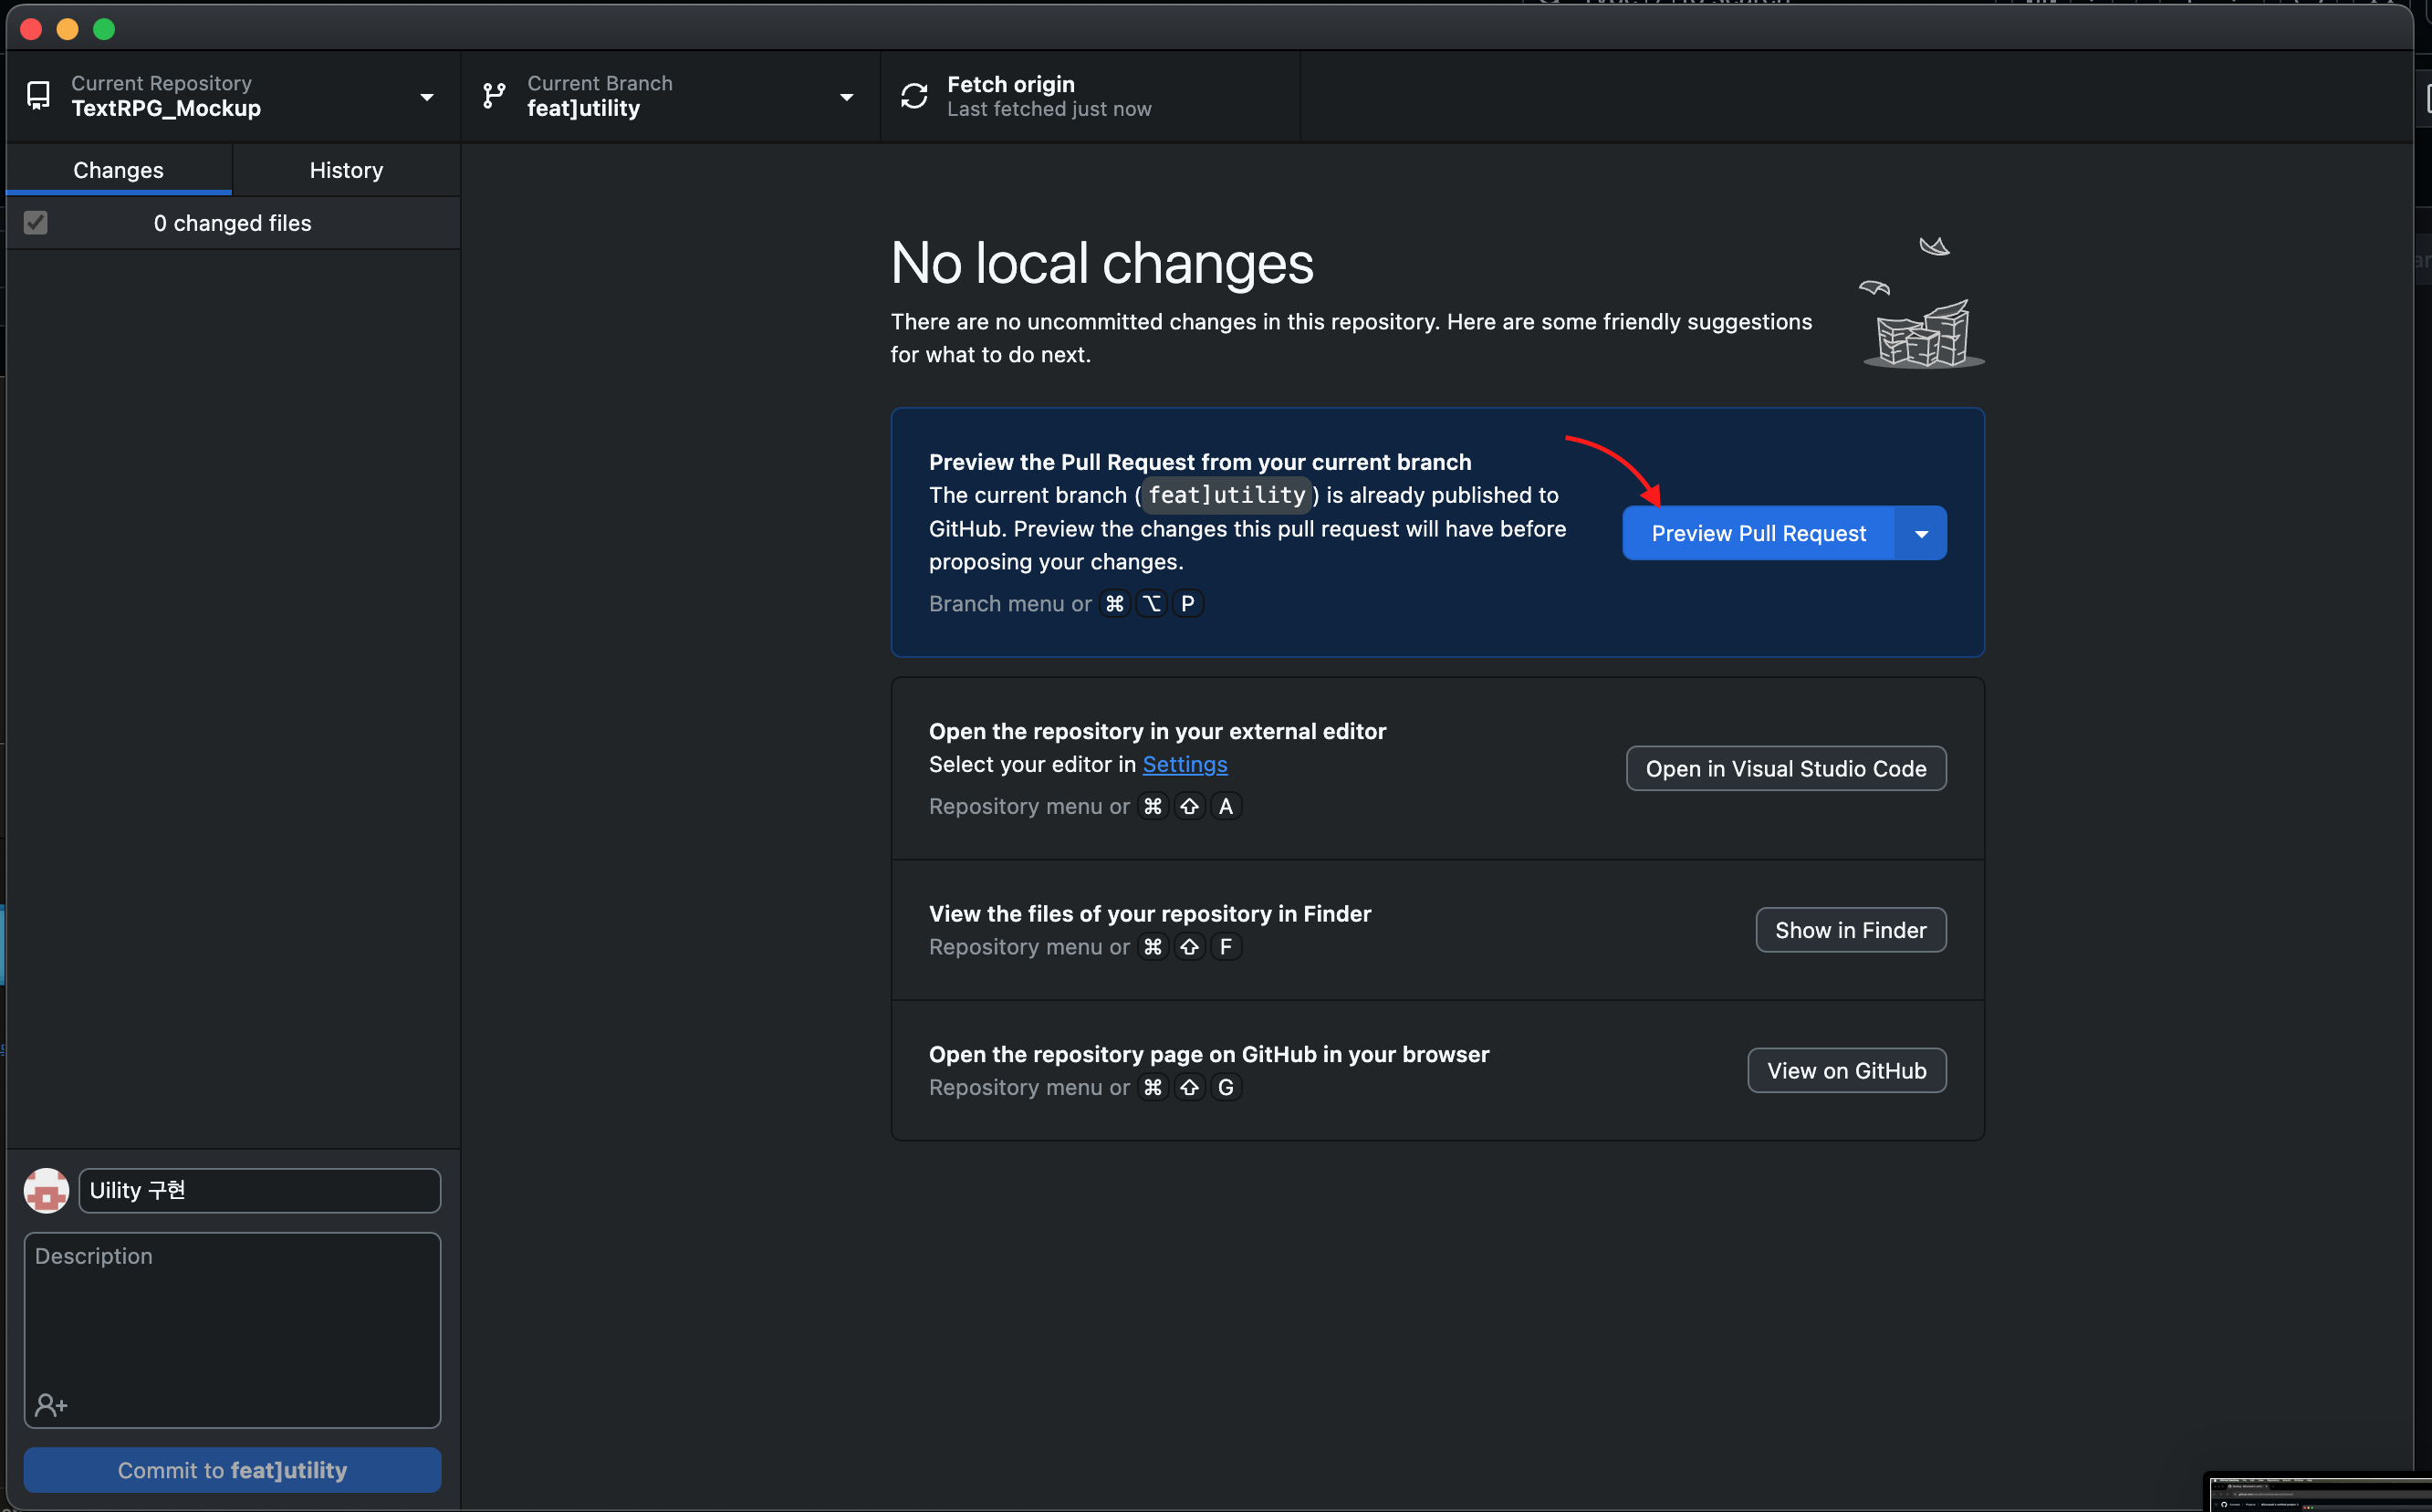 Current Repository
TextRPG_Mockup
Current Branch
feat]utility
Fetch origin
Last fetched just now
Changes
History
0 changed files
No local changes
There are no uncommitted changes in this repository. Here are some friendly suggestions
for what to do next.
Preview the Pull Request from your current branch
The current branch (feat]utility) is already published to
GitHub. Preview the changes this pull request will have before
proposing your changes.
Branch menu or ⌘ ⌥ P
Preview Pull Request
Open the repository in your external editor
Select your editor in Settings
Repository menu or ⌘ ⇧ A
Open in Visual Studio Code
View the files of your repository in Finder
Repository menu or ⌘ ⇧ F
Show in Finder
Open the repository page on GitHub in your browser
Repository menu or ⌘ ⇧ G
View on GitHub
Uility 구현
Description
Commit to feat]utility